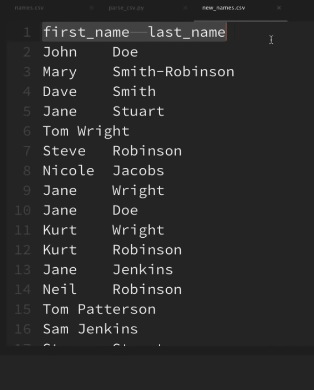 names.csv parse_csv.py new_names.csv ×
1 first_name last_name
2 John Doe
3 Mary Smith-Robinson
4 Dave Smith
5 Jane Stuart
6 Tom Wright
7 Steve Robinson
8 Nicole Jacobs
9 Jane Wright
10 Jane Doe
11 Kurt Wright
12 Kurt Robinson
13 Jane Jenkins
14 Neil Robinson
15 Tom Patterson
16 Sam Jenkins
17